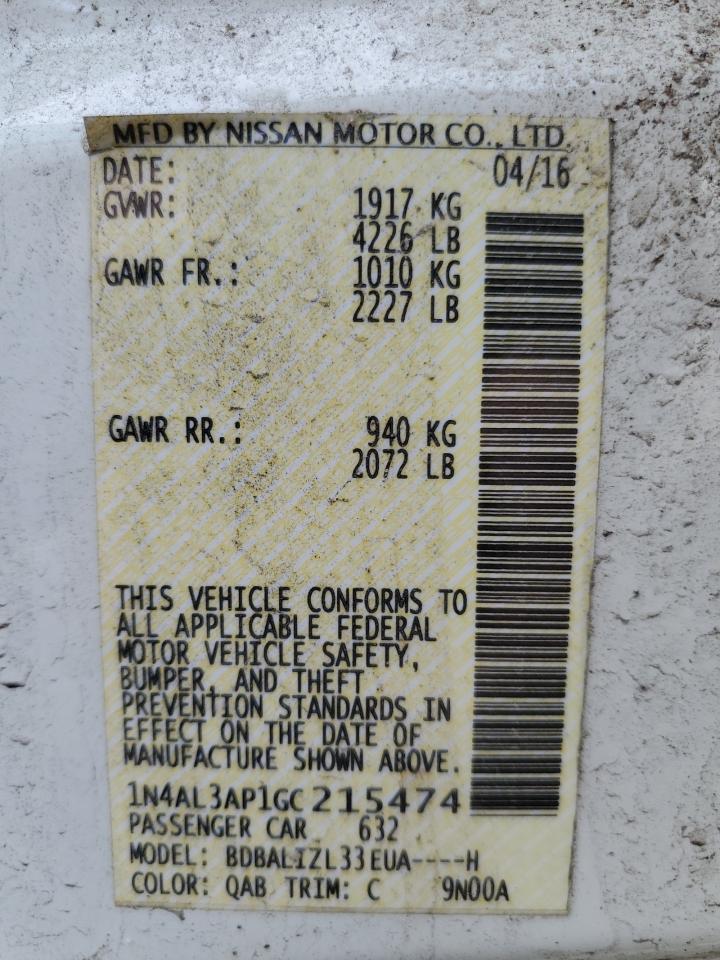 MFD BY NISSAN MOTOR CO., LTD.
DATE: 04/16
GVWR: 1917 KG
4226 LB
GAWR FR.: 1010 KG
2227 LB
GAWR RR.: 940 KG
2072 LB
THIS VEHICLE CONFORMS TO
ALL APPLICABLE FEDERAL
MOTOR VEHICLE SAFETY,
BUMPER, AND THEFT
PREVENTION STANDARDS IN
EFFECT ON THE DATE OF
MANUFACTURE SHOWN ABOVE.
1N4AL3AP1GC215474
PASSENGER CAR 632
MODEL: BDBALIZL33EUA----H
COLOR: QAB TRIM: C 9N00A